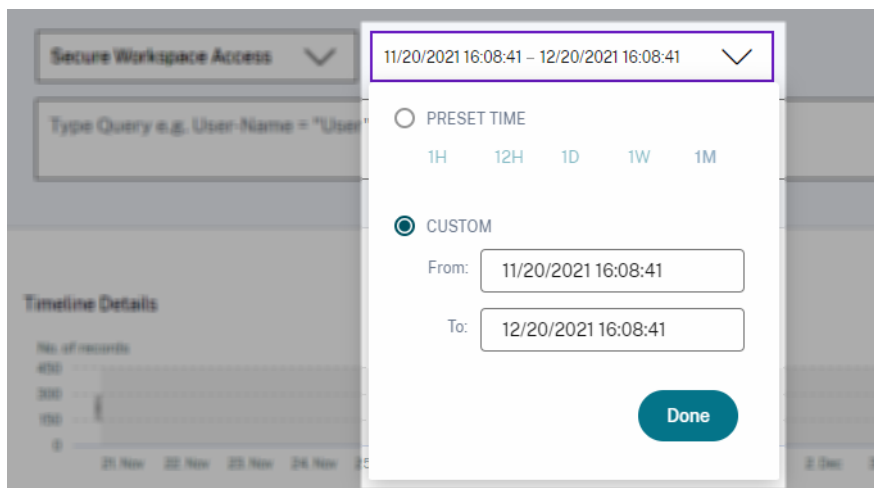 Secure Workspace Access
11/20/2021 16:08:41 – 12/20/2021 16:08:41
Type Query e.g. User-Name = "User"
PRESET TIME
1H 12H 1D 1W 1M
CUSTOM
From: 11/20/2021 16:08:41
To: 12/20/2021 16:08:41
Done
Timeline Details
No. of records
450
300
150
0
21. Nov 22. Nov 23. Nov 24. Nov 2. Dec